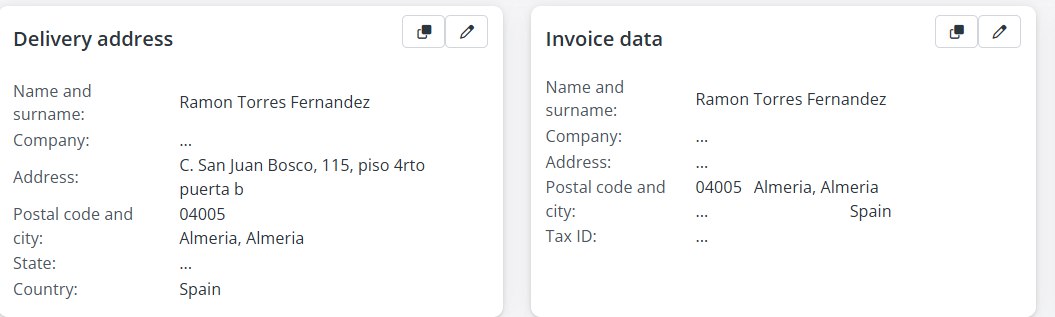 Delivery address
Name and
surname:
Ramon Torres Fernandez
Company:
...
Address:
C. San Juan Bosco, 115, piso 4rto
puerta b
Postal code and
city:
04005
Almeria, Almeria
State:
...
Country:
Spain
Invoice data
Name and
surname:
Ramon Torres Fernandez
Company:
...
Address:
...
Postal code and
city:
04005 Almeria, Almeria
... Spain
Tax ID:
...